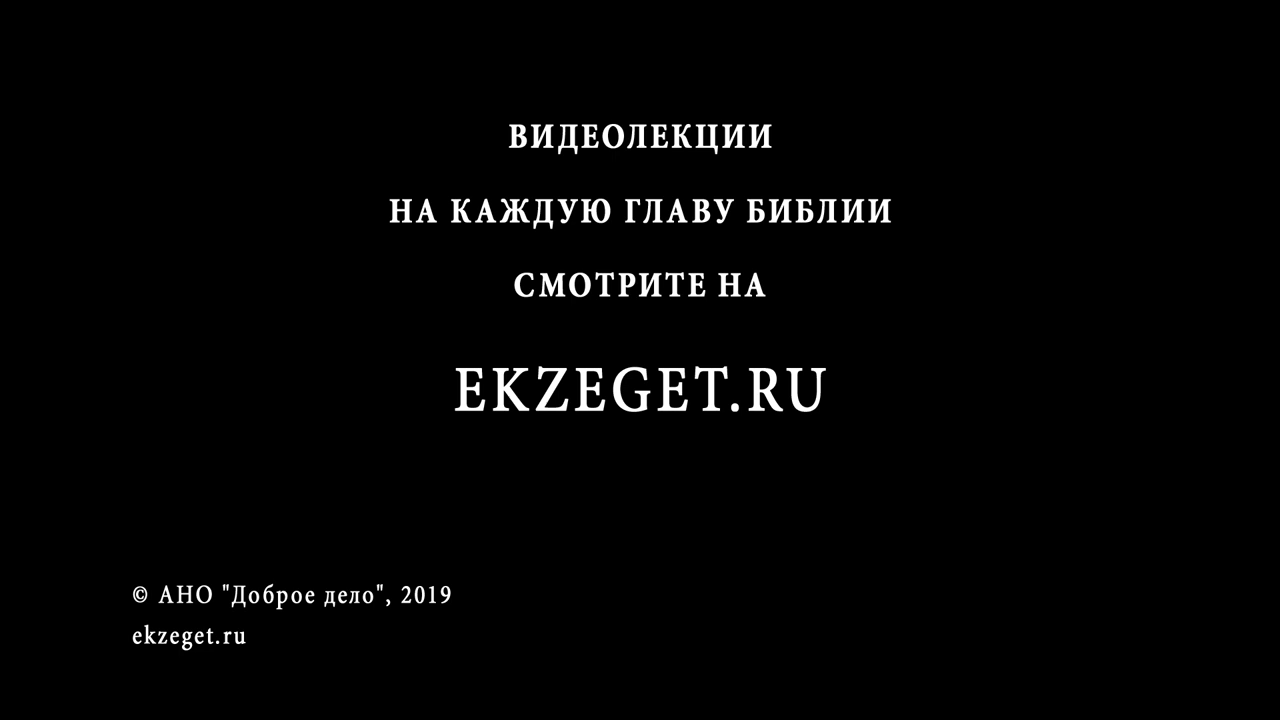 ВИДЕОЛЕКЦИИ
НА КАЖДУЮ ГЛАВУ БИБЛИИ
СМОТРИТЕ НА
EKZEGET.RU
© АНО "Доброе дело", 2019
ekzeget.ru